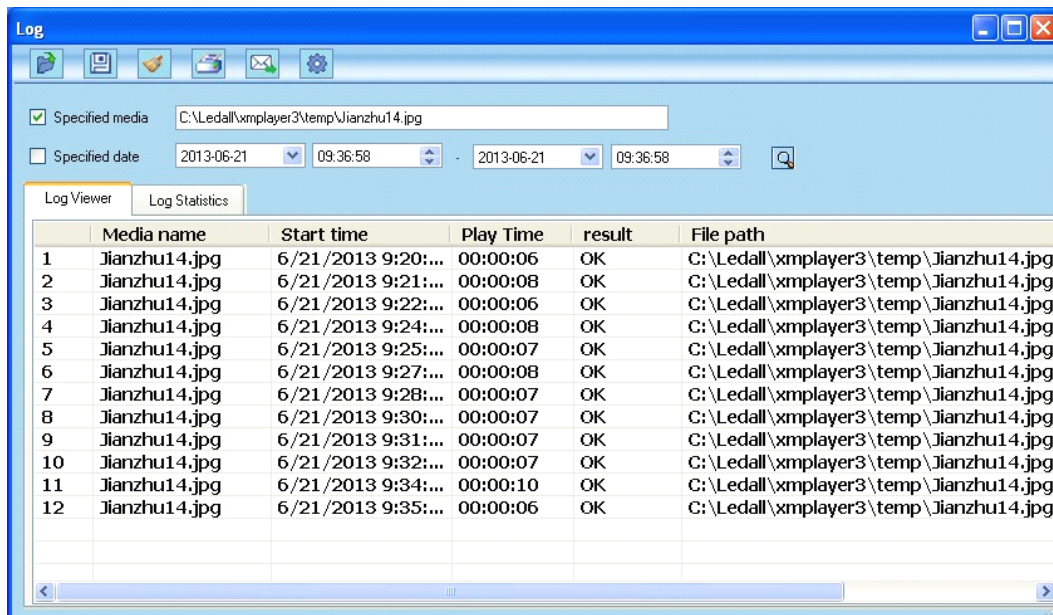 Log
Specified media C:\Ledall\xmplayer3\temp\Jianzhu14.jpg
Specified date 2013-06-21 09:36:58 - 2013-06-21 09:36:58
Log Viewer Log Statistics
Media name Start time Play Time result File path
1 Jianzhu14.jpg 6/21/2013 9:20:... 00:00:06 OK C:\Ledall\xmplayer3\temp\Jianzhu14.jpg
2 Jianzhu14.jpg 6/21/2013 9:21:... 00:00:08 OK C:\Ledall\xmplayer3\temp\Jianzhu14.jpg
3 Jianzhu14.jpg 6/21/2013 9:22:... 00:00:06 OK C:\Ledall\xmplayer3\temp\Jianzhu14.jpg
4 Jianzhu14.jpg 6/21/2013 9:24:... 00:00:08 OK C:\Ledall\xmplayer3\temp\Jianzhu14.jpg
5 Jianzhu14.jpg 6/21/2013 9:25:... 00:00:07 OK C:\Ledall\xmplayer3\temp\Jianzhu14.jpg
6 Jianzhu14.jpg 6/21/2013 9:27:... 00:00:08 OK C:\Ledall\xmplayer3\temp\Jianzhu14.jpg
7 Jianzhu14.jpg 6/21/2013 9:28:... 00:00:07 OK C:\Ledall\xmplayer3\temp\Jianzhu14.jpg
8 Jianzhu14.jpg 6/21/2013 9:30:... 00:00:07 OK C:\Ledall\xmplayer3\temp\Jianzhu14.jpg
9 Jianzhu14.jpg 6/21/2013 9:31:... 00:00:07 OK C:\Ledall\xmplayer3\temp\Jianzhu14.jpg
10 Jianzhu14.jpg 6/21/2013 9:32:... 00:00:07 OK C:\Ledall\xmplayer3\temp\Jianzhu14.jpg
11 Jianzhu14.jpg 6/21/2013 9:34:... 00:00:10 OK C:\Ledall\xmplayer3\temp\Jianzhu14.jpg
12 Jianzhu14.jpg 6/21/2013 9:35:... 00:00:06 OK C:\Ledall\xmplayer3\temp\Jianzhu14.jpg